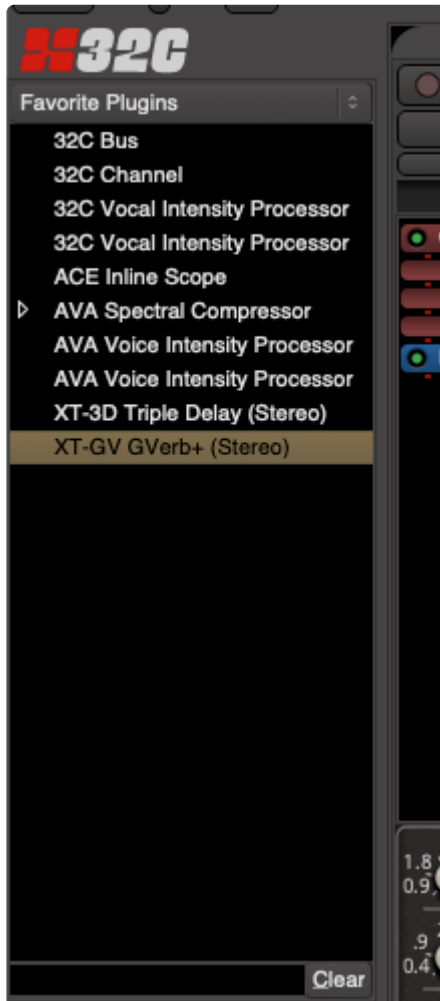 32C
Favorite Plugins
32C Bus
32C Channel
32C Vocal Intensity Processor
32C Vocal Intensity Processor
ACE Inline Scope
AVA Spectral Compressor
AVA Voice Intensity Processor
AVA Voice Intensity Processor
XT-3D Triple Delay (Stereo)
XT-GV GVerb+ (Stereo)
Clear
1.8
0.9
.9
0.4